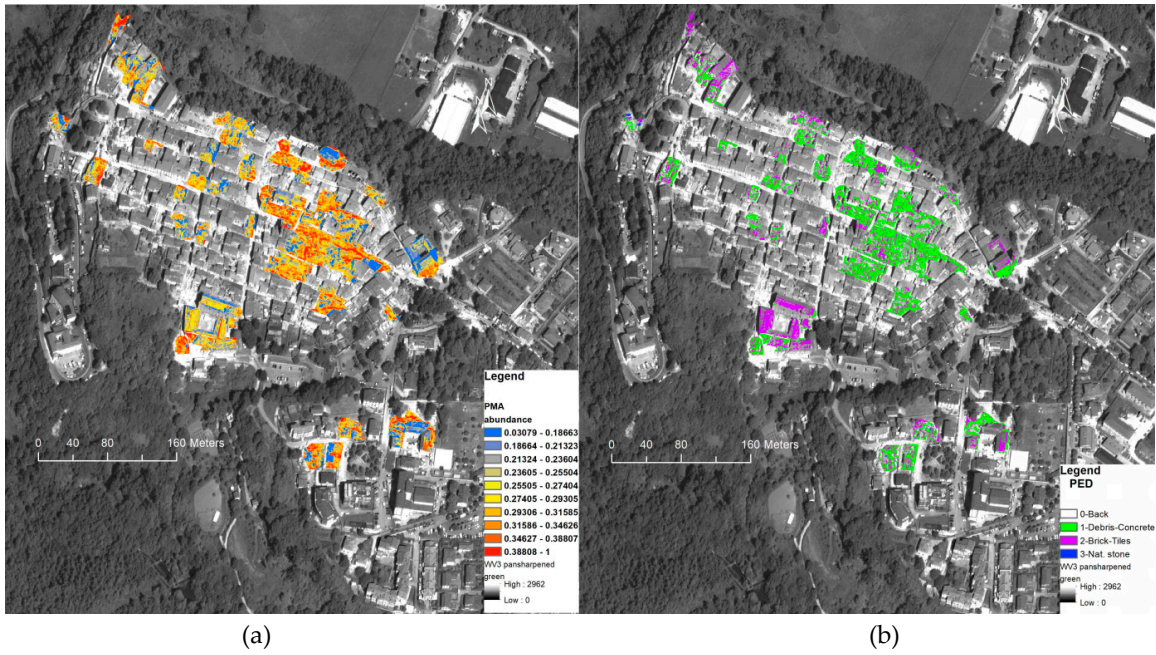 N
Legend
PMA
abundance
0.03079 - 0.18663
0.18664 - 0.21323
0.21324 - 0.23604
0.23605 - 0.25504
0.25505 - 0.27404
0.27405 - 0.29305
0.29306 - 0.31585
0.31586 - 0.34626
0.34627 - 0.38807
0.38808 - 1
WV3 pansharpened
green
High : 2962
Low : 0
0 40 80 160 Meters
(a)
N
Legend
PED
0-Back
1-Debris-Concrete
2-Brick-Tiles
3-Nat. stone
WV3 pansharpened
green
High : 2962
Low : 0
0 40 80 160 Meters
(b)